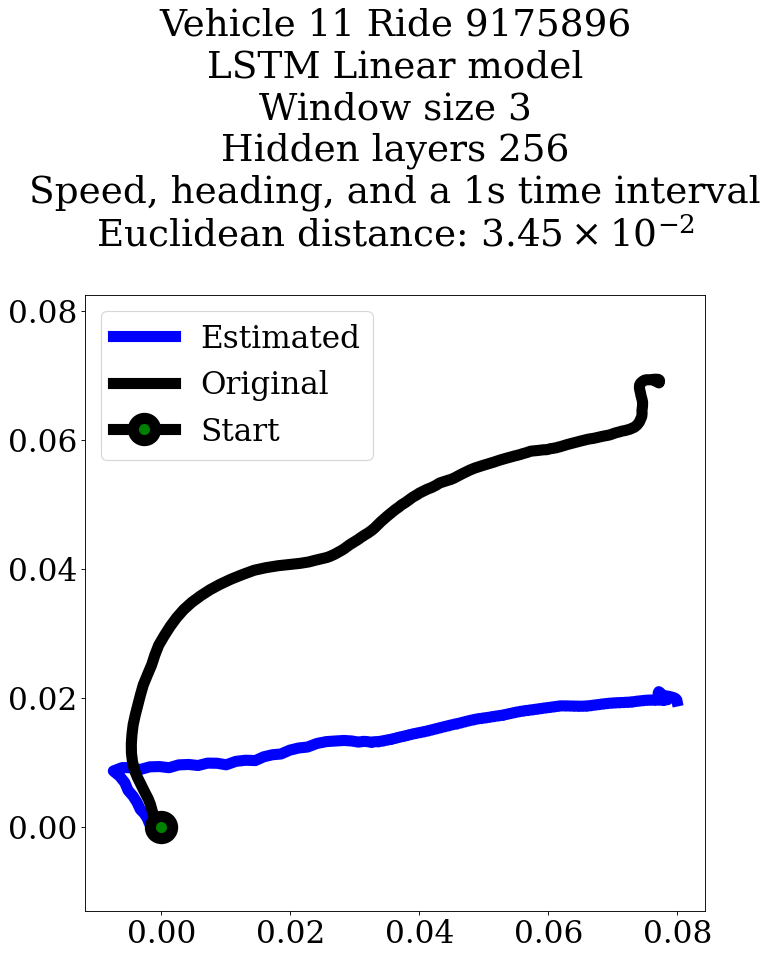 Vehicle 11 Ride 9175896
LSTM Linear model
Window size 3
Hidden layers 256
Speed, heading, and a 1s time interval
Euclidean distance: 3.45 × 10⁻²
0.08
0.06
0.04
0.02
0.00
Estimated
Original
Start
0.00 0.02 0.04 0.06 0.08